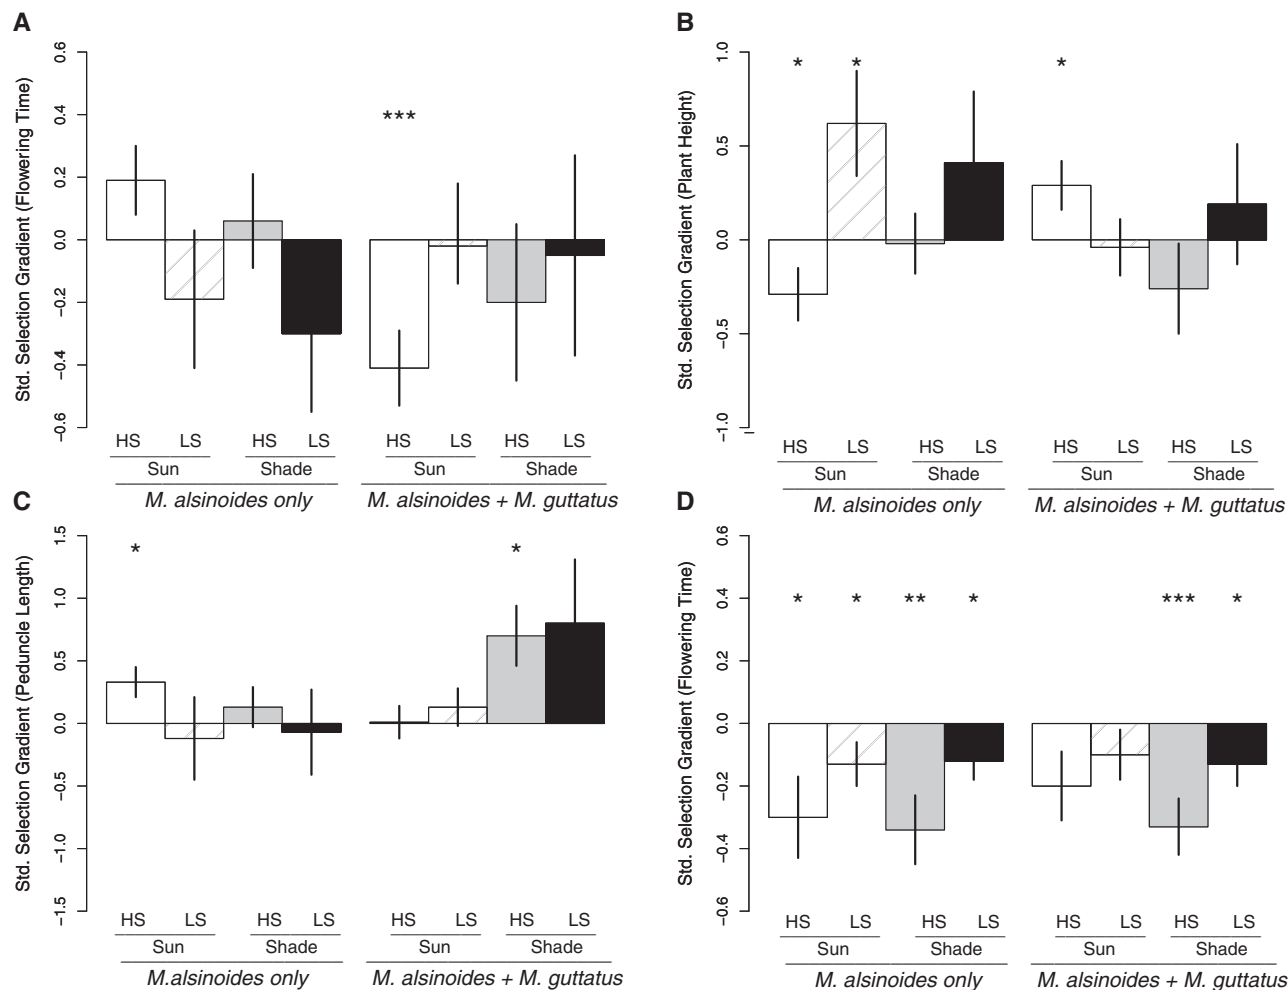 A
Std. Selection Gradient (Flowering Time)
0.6
0.4
0.2
0.0
−0.2
−0.4
−0.6
***
HS LS HS LS HS LS HS LS
Sun Shade Sun Shade
M. alsinoides only M. alsinoides + M. guttatus
B
Std. Selection Gradient (Plant Height)
1.0
0.5
0.0
−0.5
−1.0
* * *
HS LS HS LS HS LS HS LS
Sun Shade Sun Shade
M. alsinoides only M. alsinoides + M. guttatus
C
Std. Selection Gradient (Peduncle Length)
1.5
1.0
0.5
0.0
−0.5
−1.0
−1.5
* *
HS LS HS LS HS LS HS LS
Sun Shade Sun Shade
M.alsinoides only M. alsinoides + M. guttatus
D
Std. Selection Gradient (Flowering Time)
0.6
0.4
0.2
0.0
−0.2
−0.4
−0.6
* * ** * *** *
HS LS HS LS HS LS HS LS
Sun Shade Sun Shade
M. alsinoides only M. alsinoides + M. guttatus